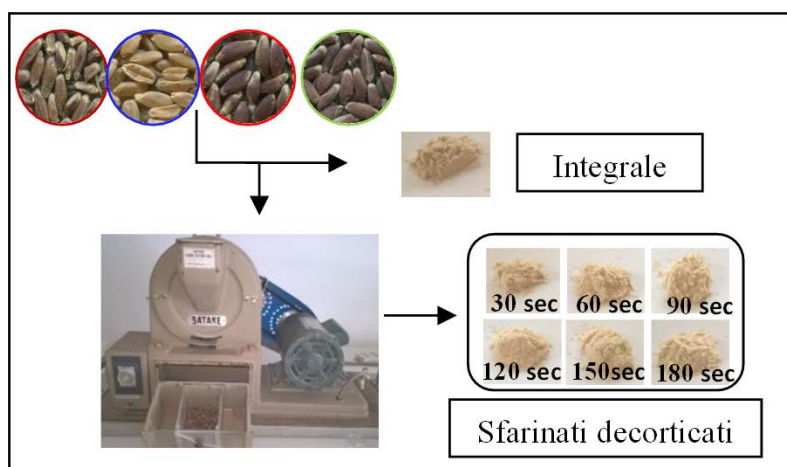 Integrale
SATAKE
30 sec 60 sec 90 sec
120 sec 150sec 180 sec
Sfarinati decorticati